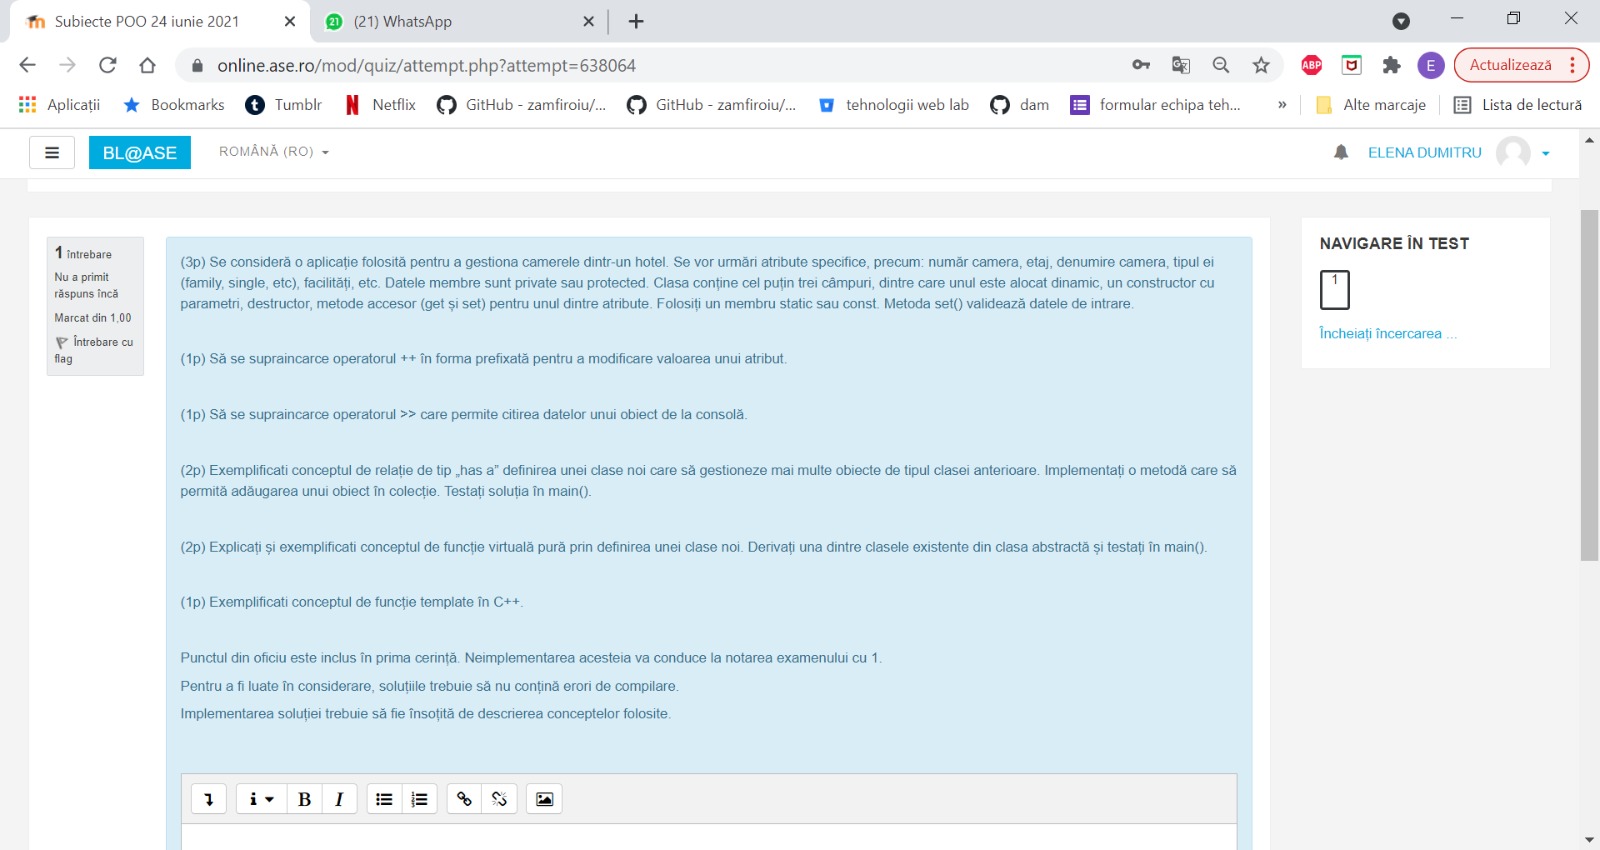 Subiecte POO 24 iunie 2021
21 (21) WhatsApp
online.ase.ro/mod/quiz/attempt.php?attempt=638064
ABP
E
Actualizează
Aplicații
Bookmarks
t Tumblr
N Netflix
GitHub - zamfiroiu/...
GitHub - zamfiroiu/...
tehnologii web lab
dam
formular echipa teh...
»
Alte marcaje
Lista de lectură
BL@ASE
ROMÂNĂ (RO)
ELENA DUMITRU
1 Întrebare
Nu a primit
răspuns încă
Marcat din 1,00
Întrebare cu
flag
(3p) Se consideră o aplicație folosită pentru a gestiona camerele dintr-un hotel. Se vor urmări atribute specifice, precum: număr camera, etaj, denumire camera, tipul ei
(family, single, etc), facilități, etc. Datele membre sunt private sau protected. Clasa conține cel puțin trei câmpuri, dintre care unul este alocat dinamic, un constructor cu
parametri, destructor, metode accesor (get și set) pentru unul dintre atribute. Folosiți un membru static sau const. Metoda set() validează datele de intrare.
(1p) Să se supraincarce operatorul ++ în forma prefixată pentru a modificare valoarea unui atribut.
(1p) Să se supraincarce operatorul >> care permite citirea datelor unui obiect de la consolă.
(2p) Exemplificati conceptul de relație de tip „has a” definirea unei clase noi care să gestioneze mai multe obiecte de tipul clasei anterioare. Implementați o metodă care să
permită adăugarea unui obiect în colecție. Testați soluția în main().
(2p) Explicați și exemplificati conceptul de funcție virtuală pură prin definirea unei clase noi. Derivați una dintre clasele existente din clasa abstractă și testați în main().
(1p) Exemplificati conceptul de funcție template în C++.
Punctul din oficiu este inclus în prima cerință. Neimplementarea acesteia va conduce la notarea examenului cu 1.
Pentru a fi luate în considerare, soluțiile trebuie să nu conțină erori de compilare.
Implementarea soluției trebuie să fie însoțită de descrierea conceptelor folosite.
B I
NAVIGARE ÎN TEST
1
Încheiați încercarea ...